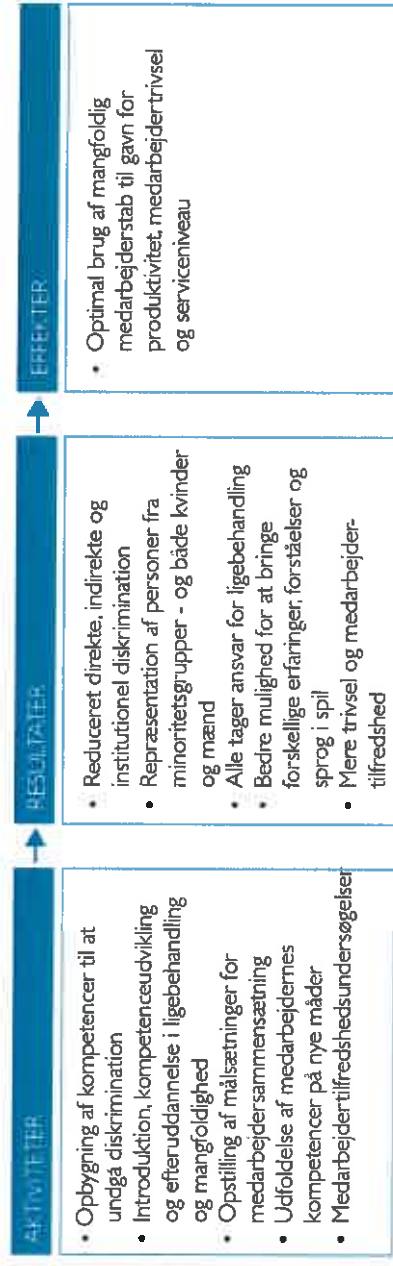 AKTIVITETER
• Opbygning af kompetencer til at
undgå diskrimination
• Introduktion, kompetenceudvikling
og efteruddannelse i ligebehandling
og mangfoldighed
• Opstilling af målsætninger for
medarbejdersammensætning
• Udfoldelse af medarbejdernes
kompetencer på nye måder
• Medarbejdertilfredshedsundersøgelser
RESULTATER
• Reduceret direkte, indirekte og
institutionel diskrimination
• Repræsentation af personer fra
minoritetsgrupper – og både kvinder
og mænd
• Alle tager ansvar for ligebehandling
• Bedre mulighed for at bringe
forskellige erfaringer, forståelser og
sprog i spil
• Mere trivsel og medarbejder-
tilfredshed
EFFEKTER
• Optimal brug af mangfoldig
medarbejderstab til gavn for
produktivitet, medarbejdertrivsel
og serviceniveau